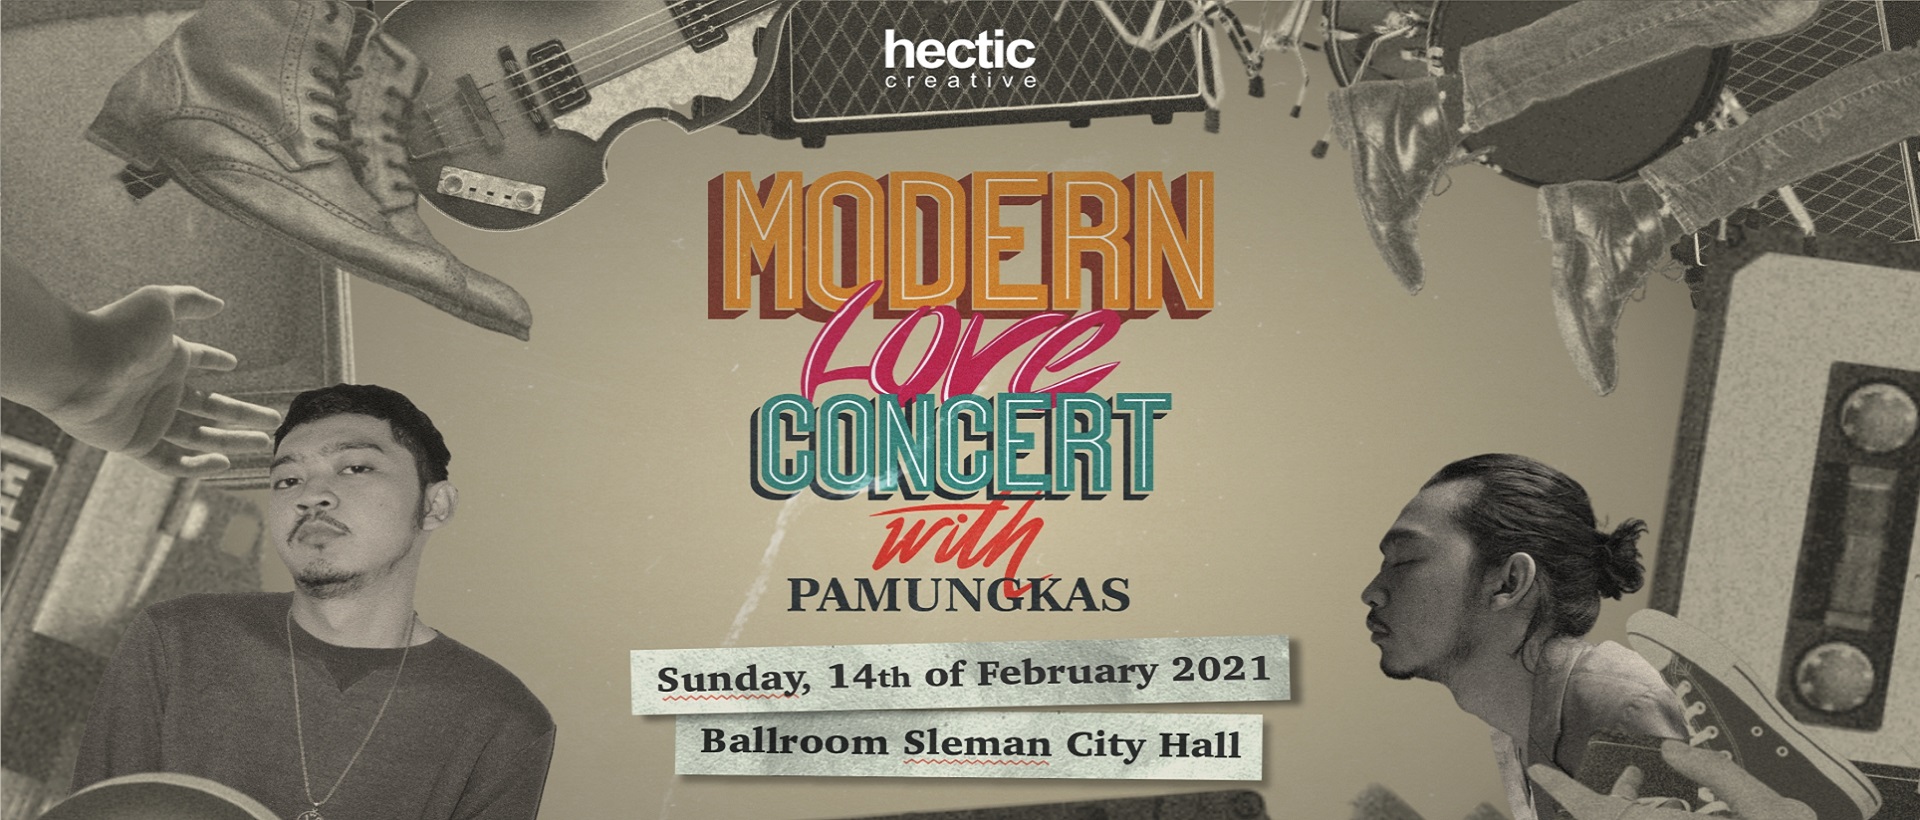 hectic
creative
MODERN
Love
CONCERT
with
PAMUNGKAS
Sunday, 14th of February 2021
Ballroom Sleman City Hall